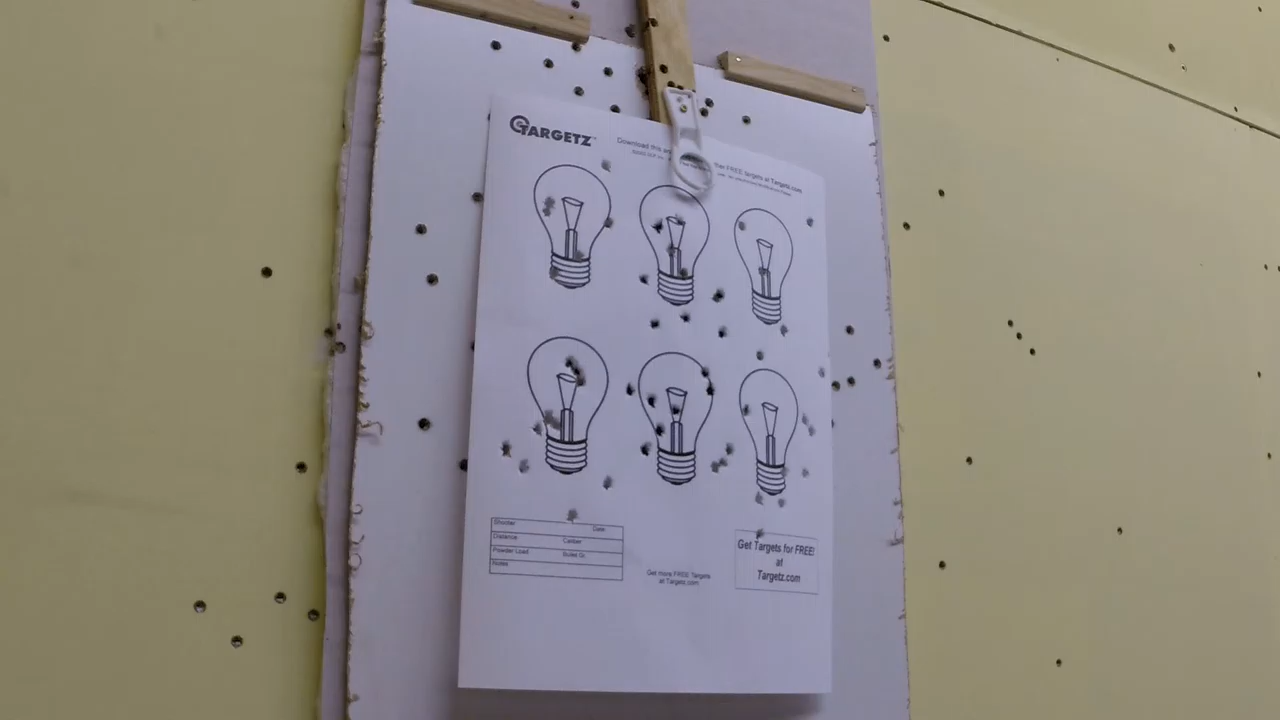 TARGETZ
Download this
FREE targets at Targetz.com
Shooter Date
Distance Caliber
Powder Load Bullet Gr.
Notes
Get more FREE Targets
at Targetz.com
Get Targets for FREE!
at
Targetz.com